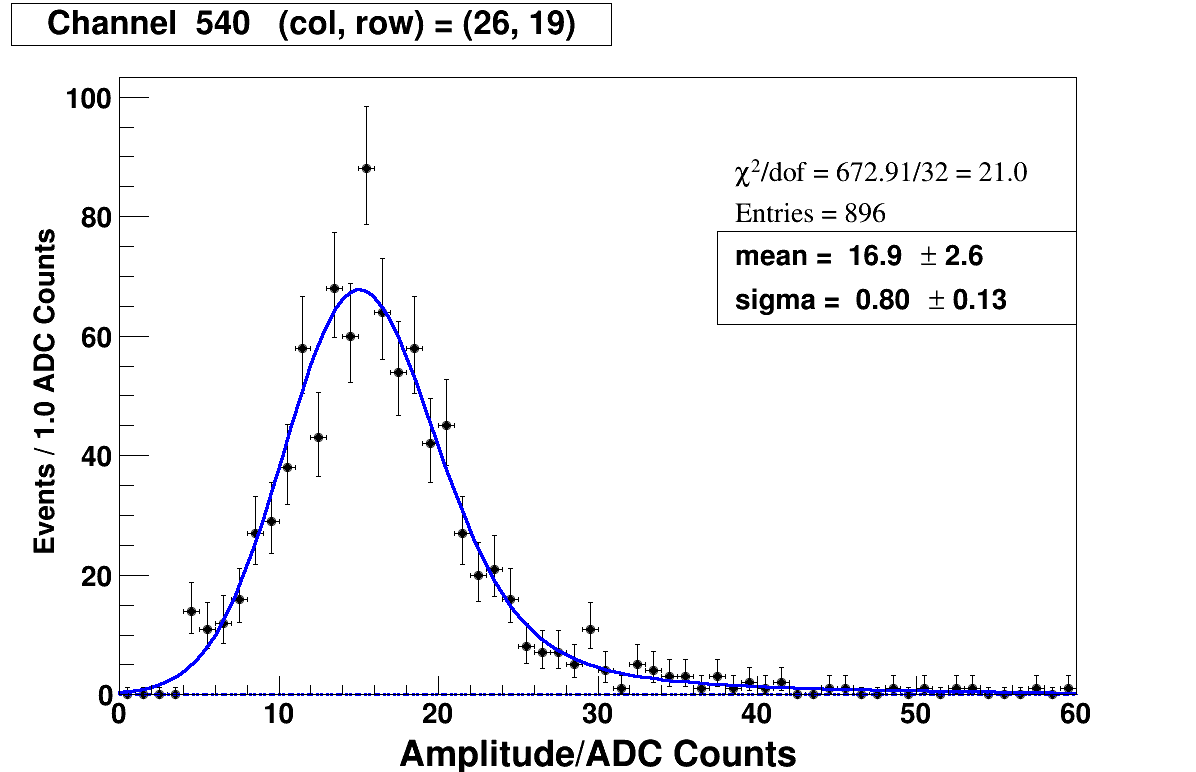 Channel 540 (col, row) = (26, 19)
χ²/dof = 672.91/32 = 21.0
Entries = 896
mean = 16.9 ± 2.6
sigma = 0.80 ± 0.13
Events / 1.0 ADC Counts
100
80
60
40
20
0
0 10 20 30 40 50 60
Amplitude/ADC Counts